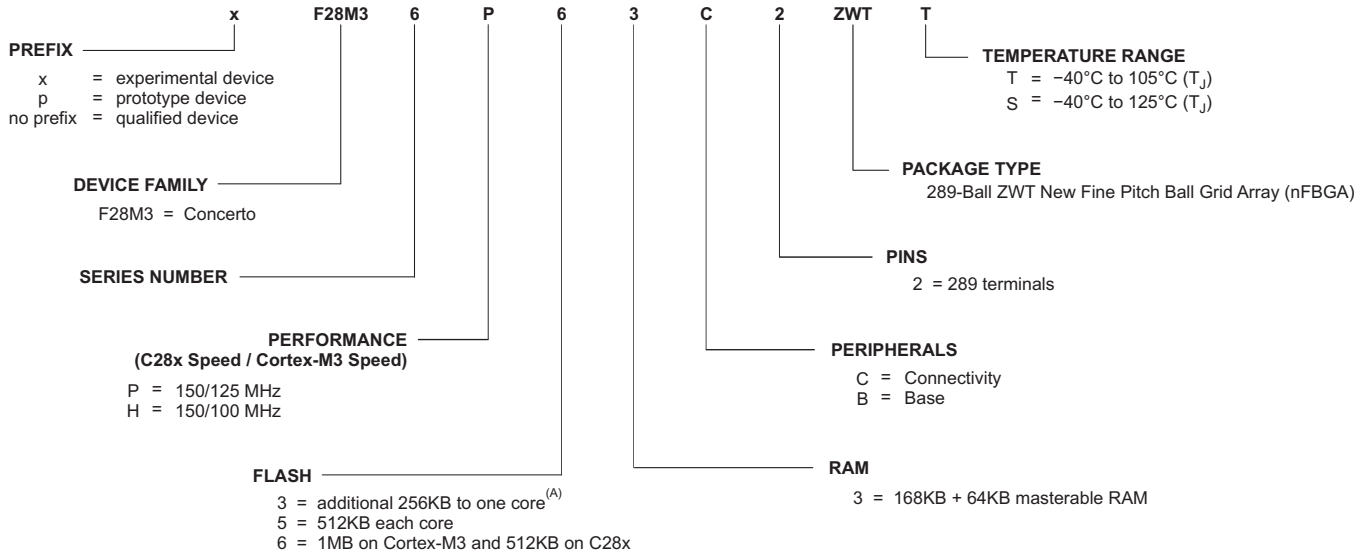 x F28M3 6 P 6 3 C 2 ZWT T
PREFIX
x = experimental device
p = prototype device
no prefix = qualified device
DEVICE FAMILY
F28M3 = Concerto
SERIES NUMBER
PERFORMANCE
(C28x Speed / Cortex-M3 Speed)
P = 150/125 MHz
H = 150/100 MHz
FLASH
3 = additional 256KB to one core(A)
5 = 512KB each core
6 = 1MB on Cortex-M3 and 512KB on C28x
TEMPERATURE RANGE
T = −40°C to 105°C (TJ)
S = −40°C to 125°C (TJ)
PACKAGE TYPE
289-Ball ZWT New Fine Pitch Ball Grid Array (nFBGA)
PINS
2 = 289 terminals
PERIPHERALS
C = Connectivity
B = Base
RAM
3 = 168KB + 64KB masterable RAM